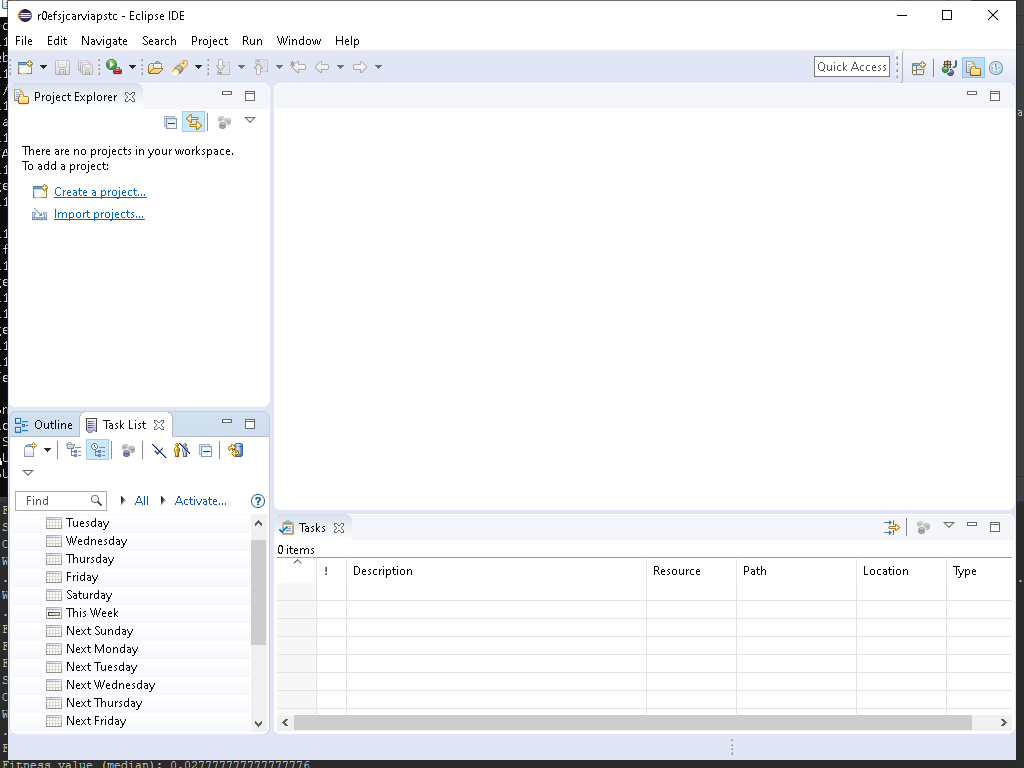 r0efsjcarviapstc - Eclipse IDE
File Edit Navigate Search Project Run Window Help
Quick Access
Project Explorer
There are no projects in your workspace.
To add a project:
Create a project...
Import projects...
Outline Task List
Find All Activate...
Tuesday
Wednesday
Thursday
Friday
Saturday
This Week
Next Sunday
Next Monday
Next Tuesday
Next Wednesday
Next Thursday
Next Friday
Tasks
0 items
! Description Resource Path Location Type
Fitness value (median): 0.027777777777777776